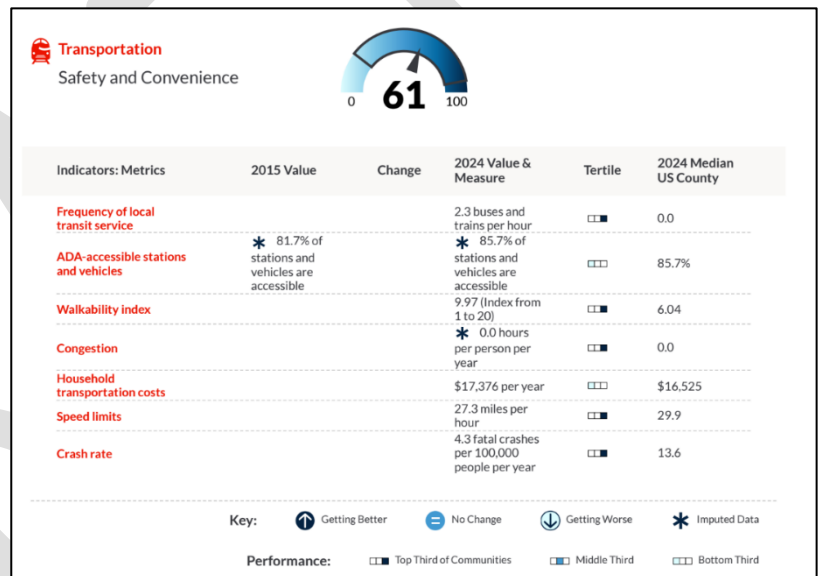 Transportation
Safety and Convenience
0 61 100
Indicators: Metrics 2015 Value Change 2024 Value & Measure Tertile 2024 Median US County
Frequency of local transit service 2.3 buses and trains per hour 0.0
ADA-accessible stations and vehicles 81.7% of stations and vehicles are accessible 85.7% of stations and vehicles are accessible 85.7%
Walkability index 9.97 (Index from 1 to 20) 6.04
Congestion 0.0 hours per person per year 0.0
Household transportation costs $17,376 per year $16,525
Speed limits 27.3 miles per hour 29.9
Crash rate 4.3 fatal crashes per 100,000 people per year 13.6
Key: Getting Better No Change Getting Worse Imputed Data
Performance: Top Third of Communities Middle Third Bottom Third